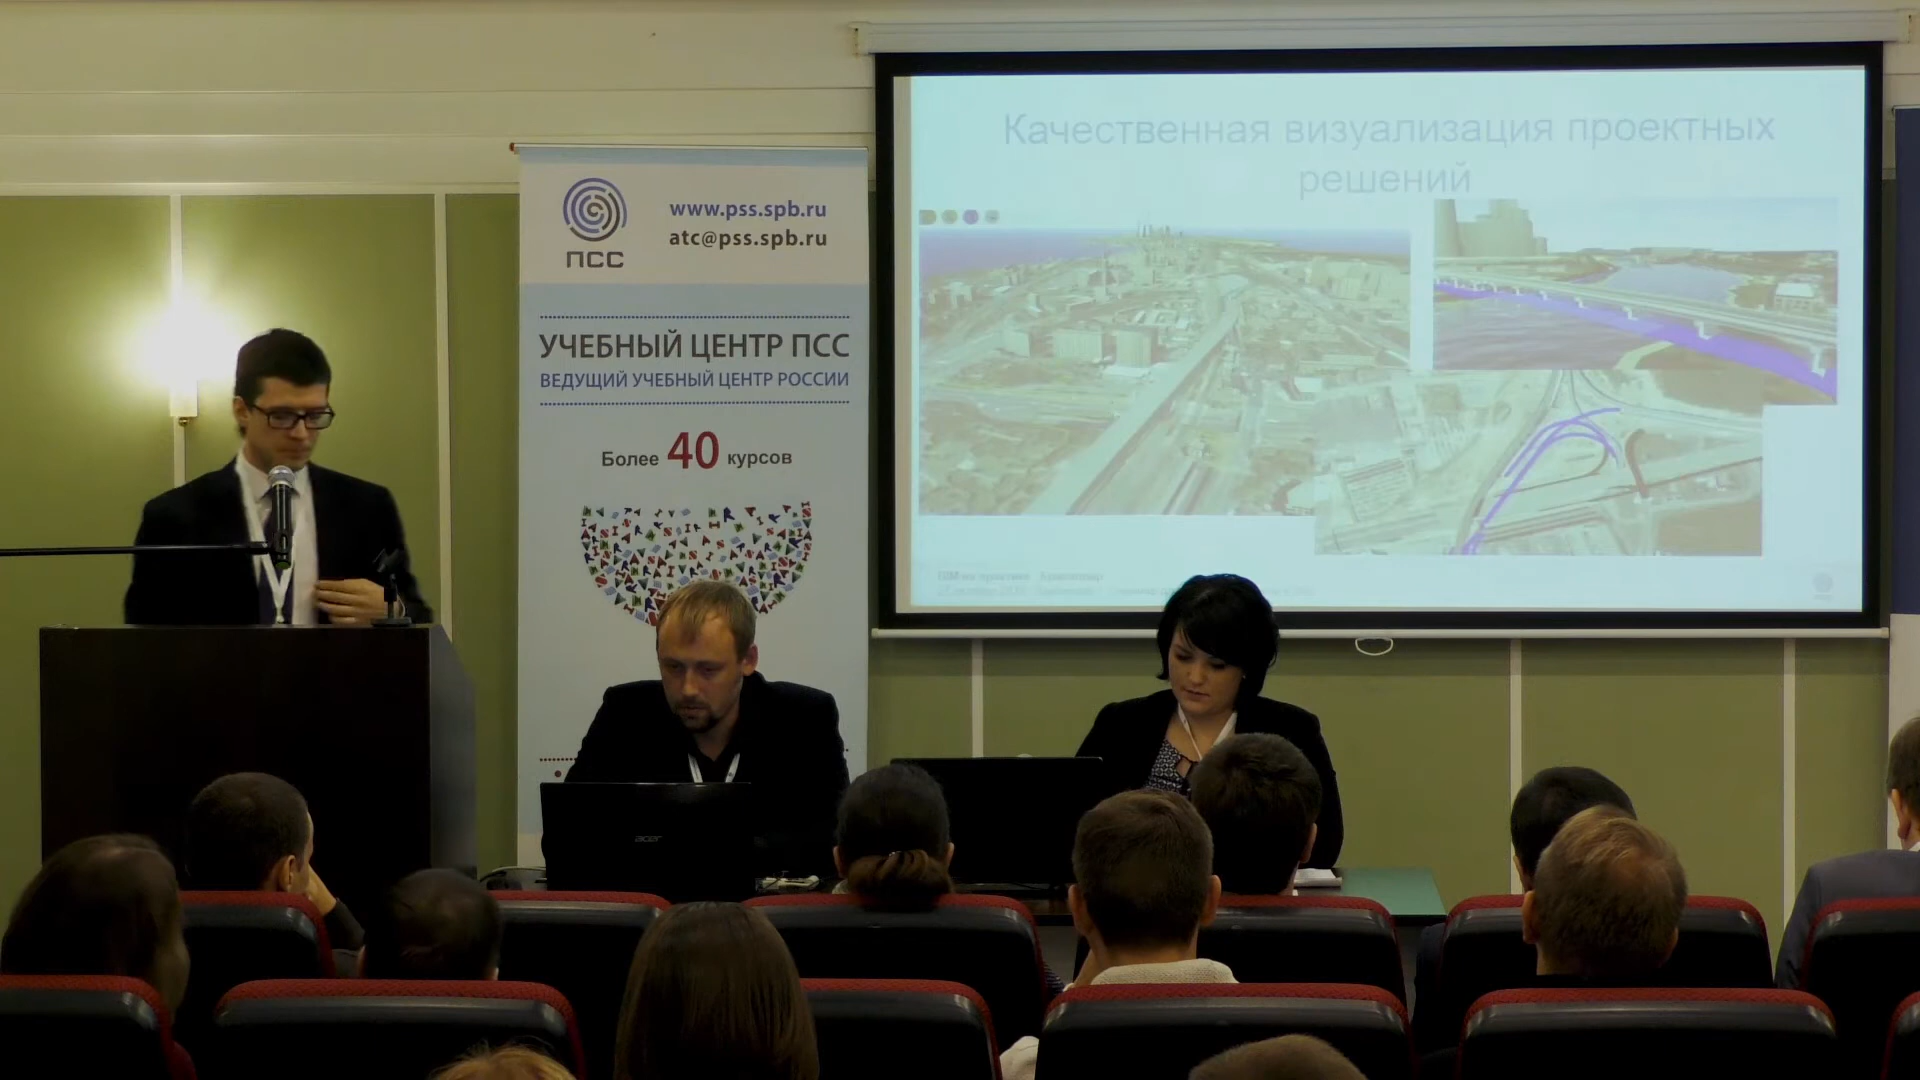 www.pss.spb.ru
atc@pss.spb.ru
ПСС
УЧЕБНЫЙ ЦЕНТР ПСС
ВЕДУЩИЙ УЧЕБНЫЙ ЦЕНТР РОССИИ
Более 40 курсов
Качественная визуализация проектных
решений
acer